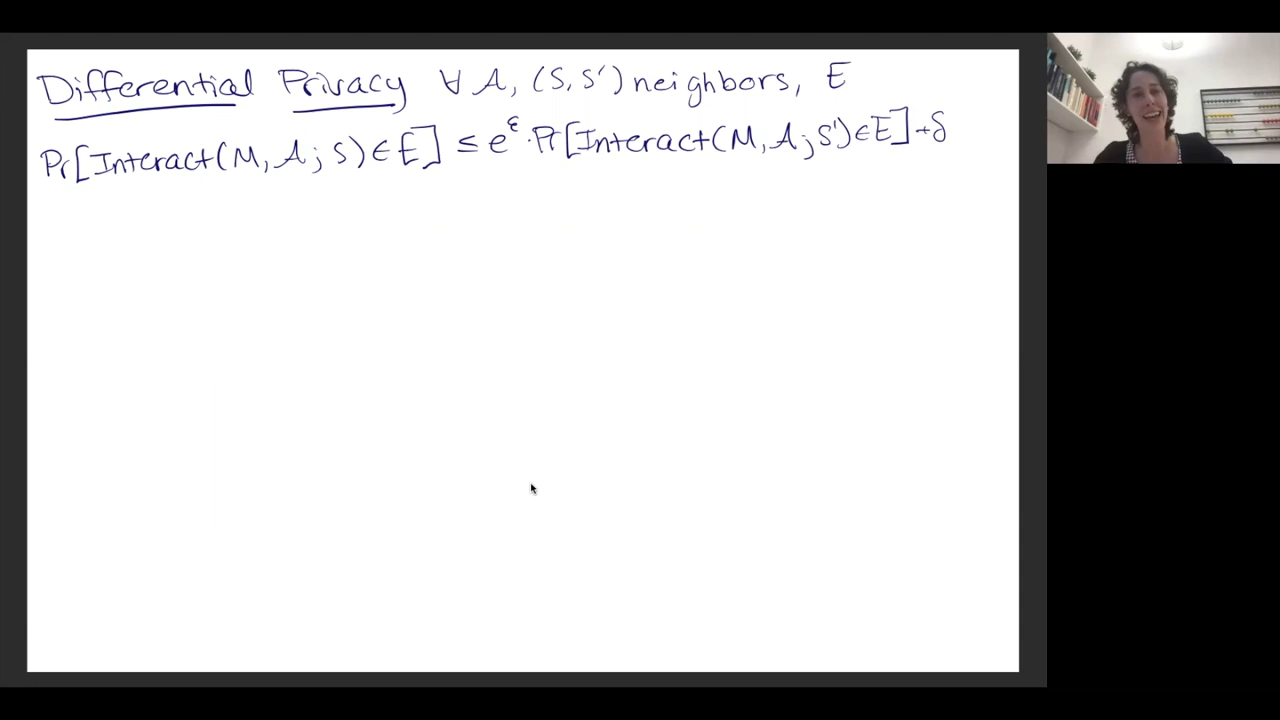 Differential Privacy ∀ A, (S, S') neighbors, E
Pr[Interact(M, A; S) ∈ E] ≤ e^ε · Pr[Interact(M, A; S') ∈ E] + δ